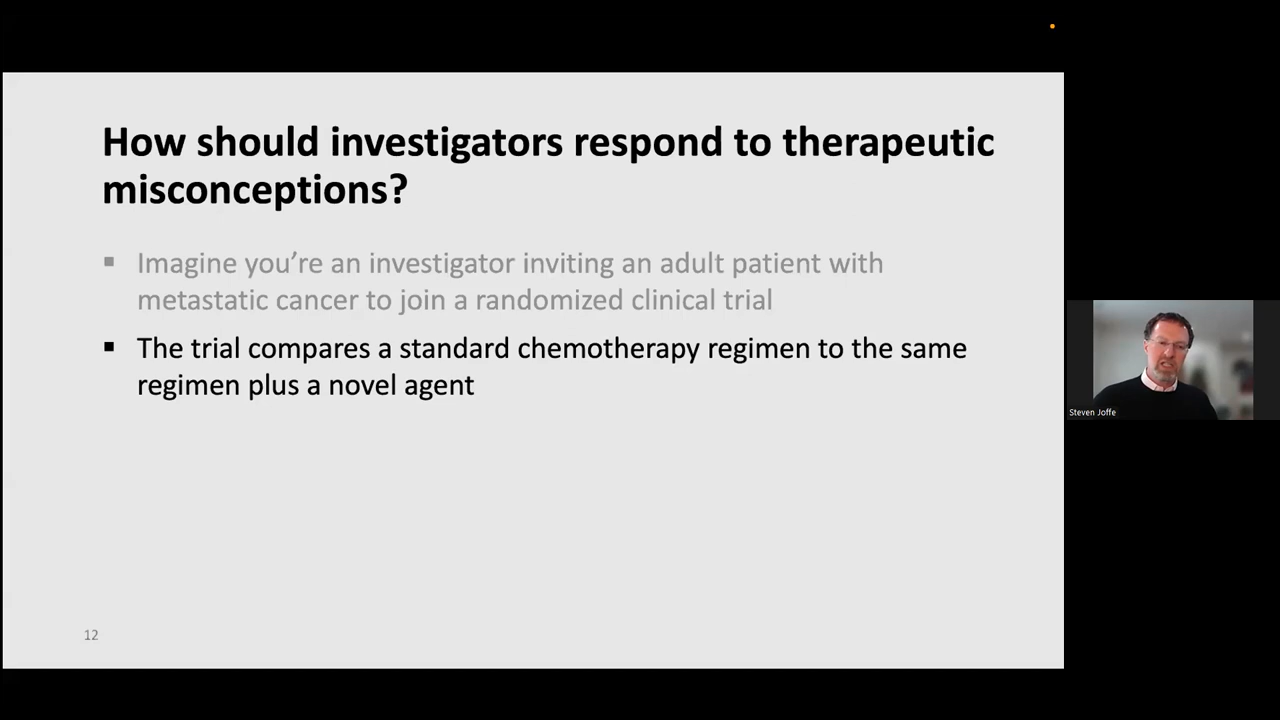 How should investigators respond to therapeutic
misconceptions?
▪ Imagine you’re an investigator inviting an adult patient with
metastatic cancer to join a randomized clinical trial
▪ The trial compares a standard chemotherapy regimen to the same
regimen plus a novel agent
Steven Joffe
12